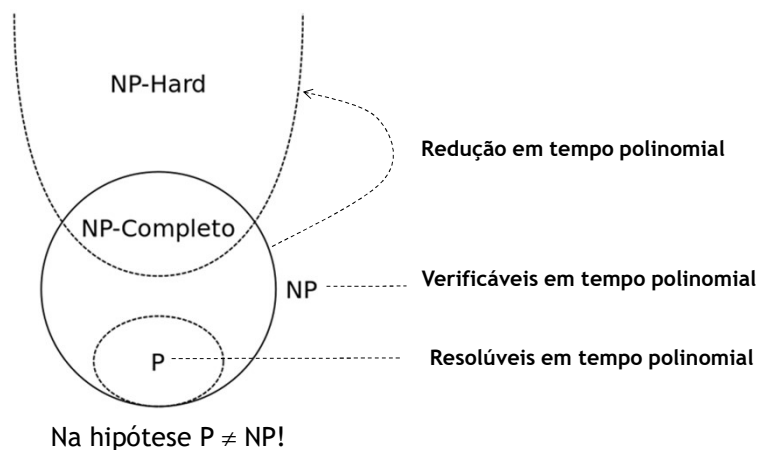 NP-Hard
Redução em tempo polinomial
NP-Completo
NP
Verificáveis em tempo polinomial
P
Resolúveis em tempo polinomial
Na hipótese P ≠ NP!